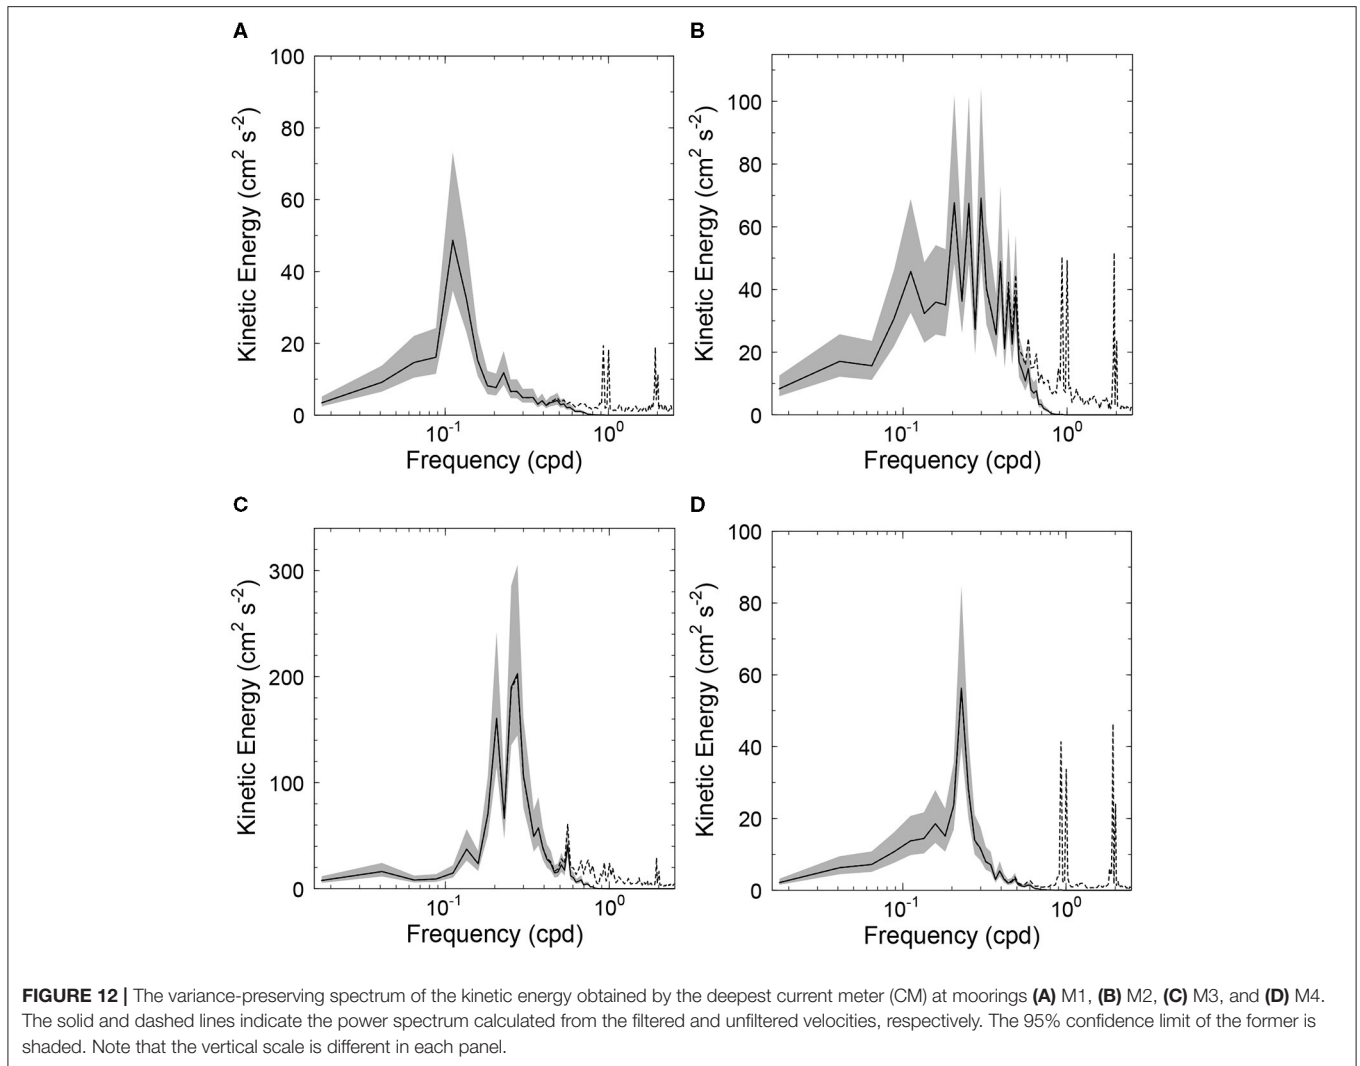 A
B
100
80
60
40
20
0
Kinetic Energy (cm² s⁻²)
10⁻¹
10⁰
Frequency (cpd)
100
80
60
40
20
0
Kinetic Energy (cm² s⁻²)
10⁻¹
10⁰
Frequency (cpd)
C
D
300
200
100
0
Kinetic Energy (cm² s⁻²)
10⁻¹
10⁰
Frequency (cpd)
100
80
60
40
20
0
Kinetic Energy (cm² s⁻²)
10⁻¹
10⁰
Frequency (cpd)
FIGURE 12 | The variance-preserving spectrum of the kinetic energy obtained by the deepest current meter (CM) at moorings (A) M1, (B) M2, (C) M3, and (D) M4.
The solid and dashed lines indicate the power spectrum calculated from the filtered and unfiltered velocities, respectively. The 95% confidence limit of the former is
shaded. Note that the vertical scale is different in each panel.